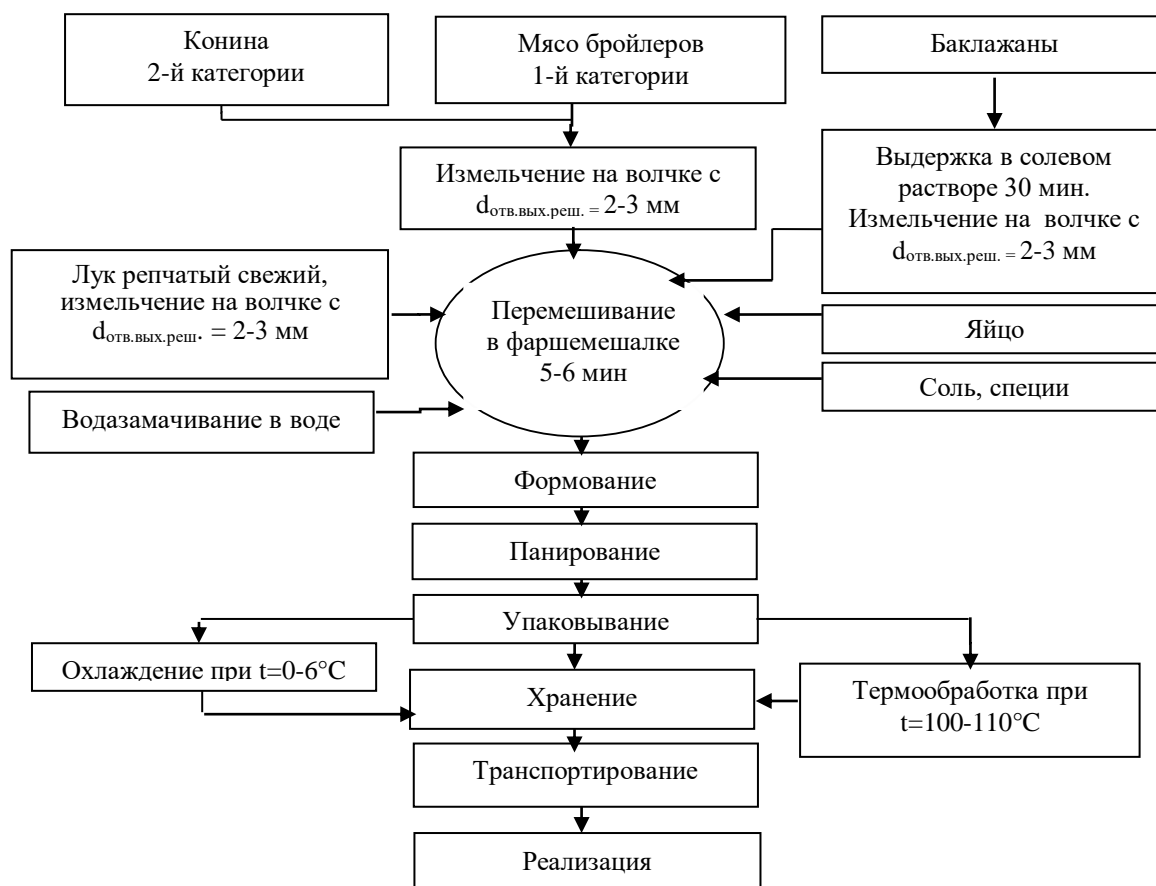 Конина
2-й категории
Мясо бройлеров
1-й категории
Баклажаны
Измельчение на волчке с
dотв.вых.реш. = 2-3 мм
Выдержка в солевом
растворе 30 мин.
Измельчение на волчке с
dотв.вых.реш. = 2-3 мм
Лук репчатый свежий,
измельчение на волчке с
dотв.вых.реш. = 2-3 мм
Перемешивание
в фаршемешалке
5-6 мин
Яйцо
Соль, специи
Водазамачивание в воде
Формование
Панирование
Упаковывание
Охлаждение при t=0-6°C
Хранение
Термообработка при
t=100-110°C
Транспортирование
Реализация